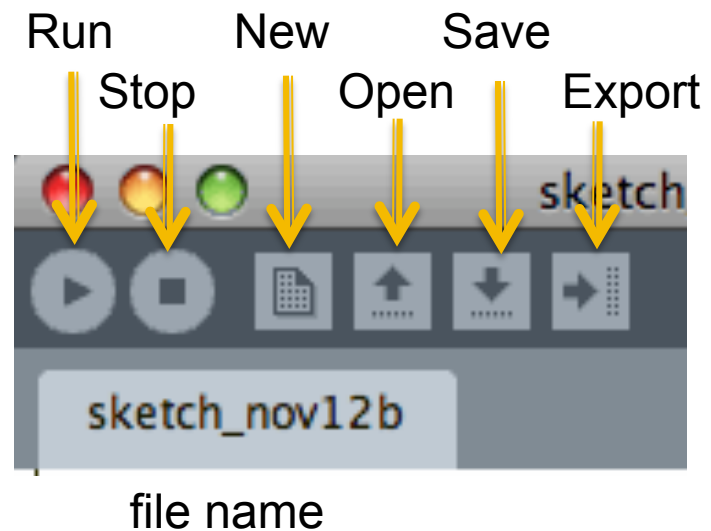 Run New Save
Stop Open Export
sketch
sketch_nov12b
file name